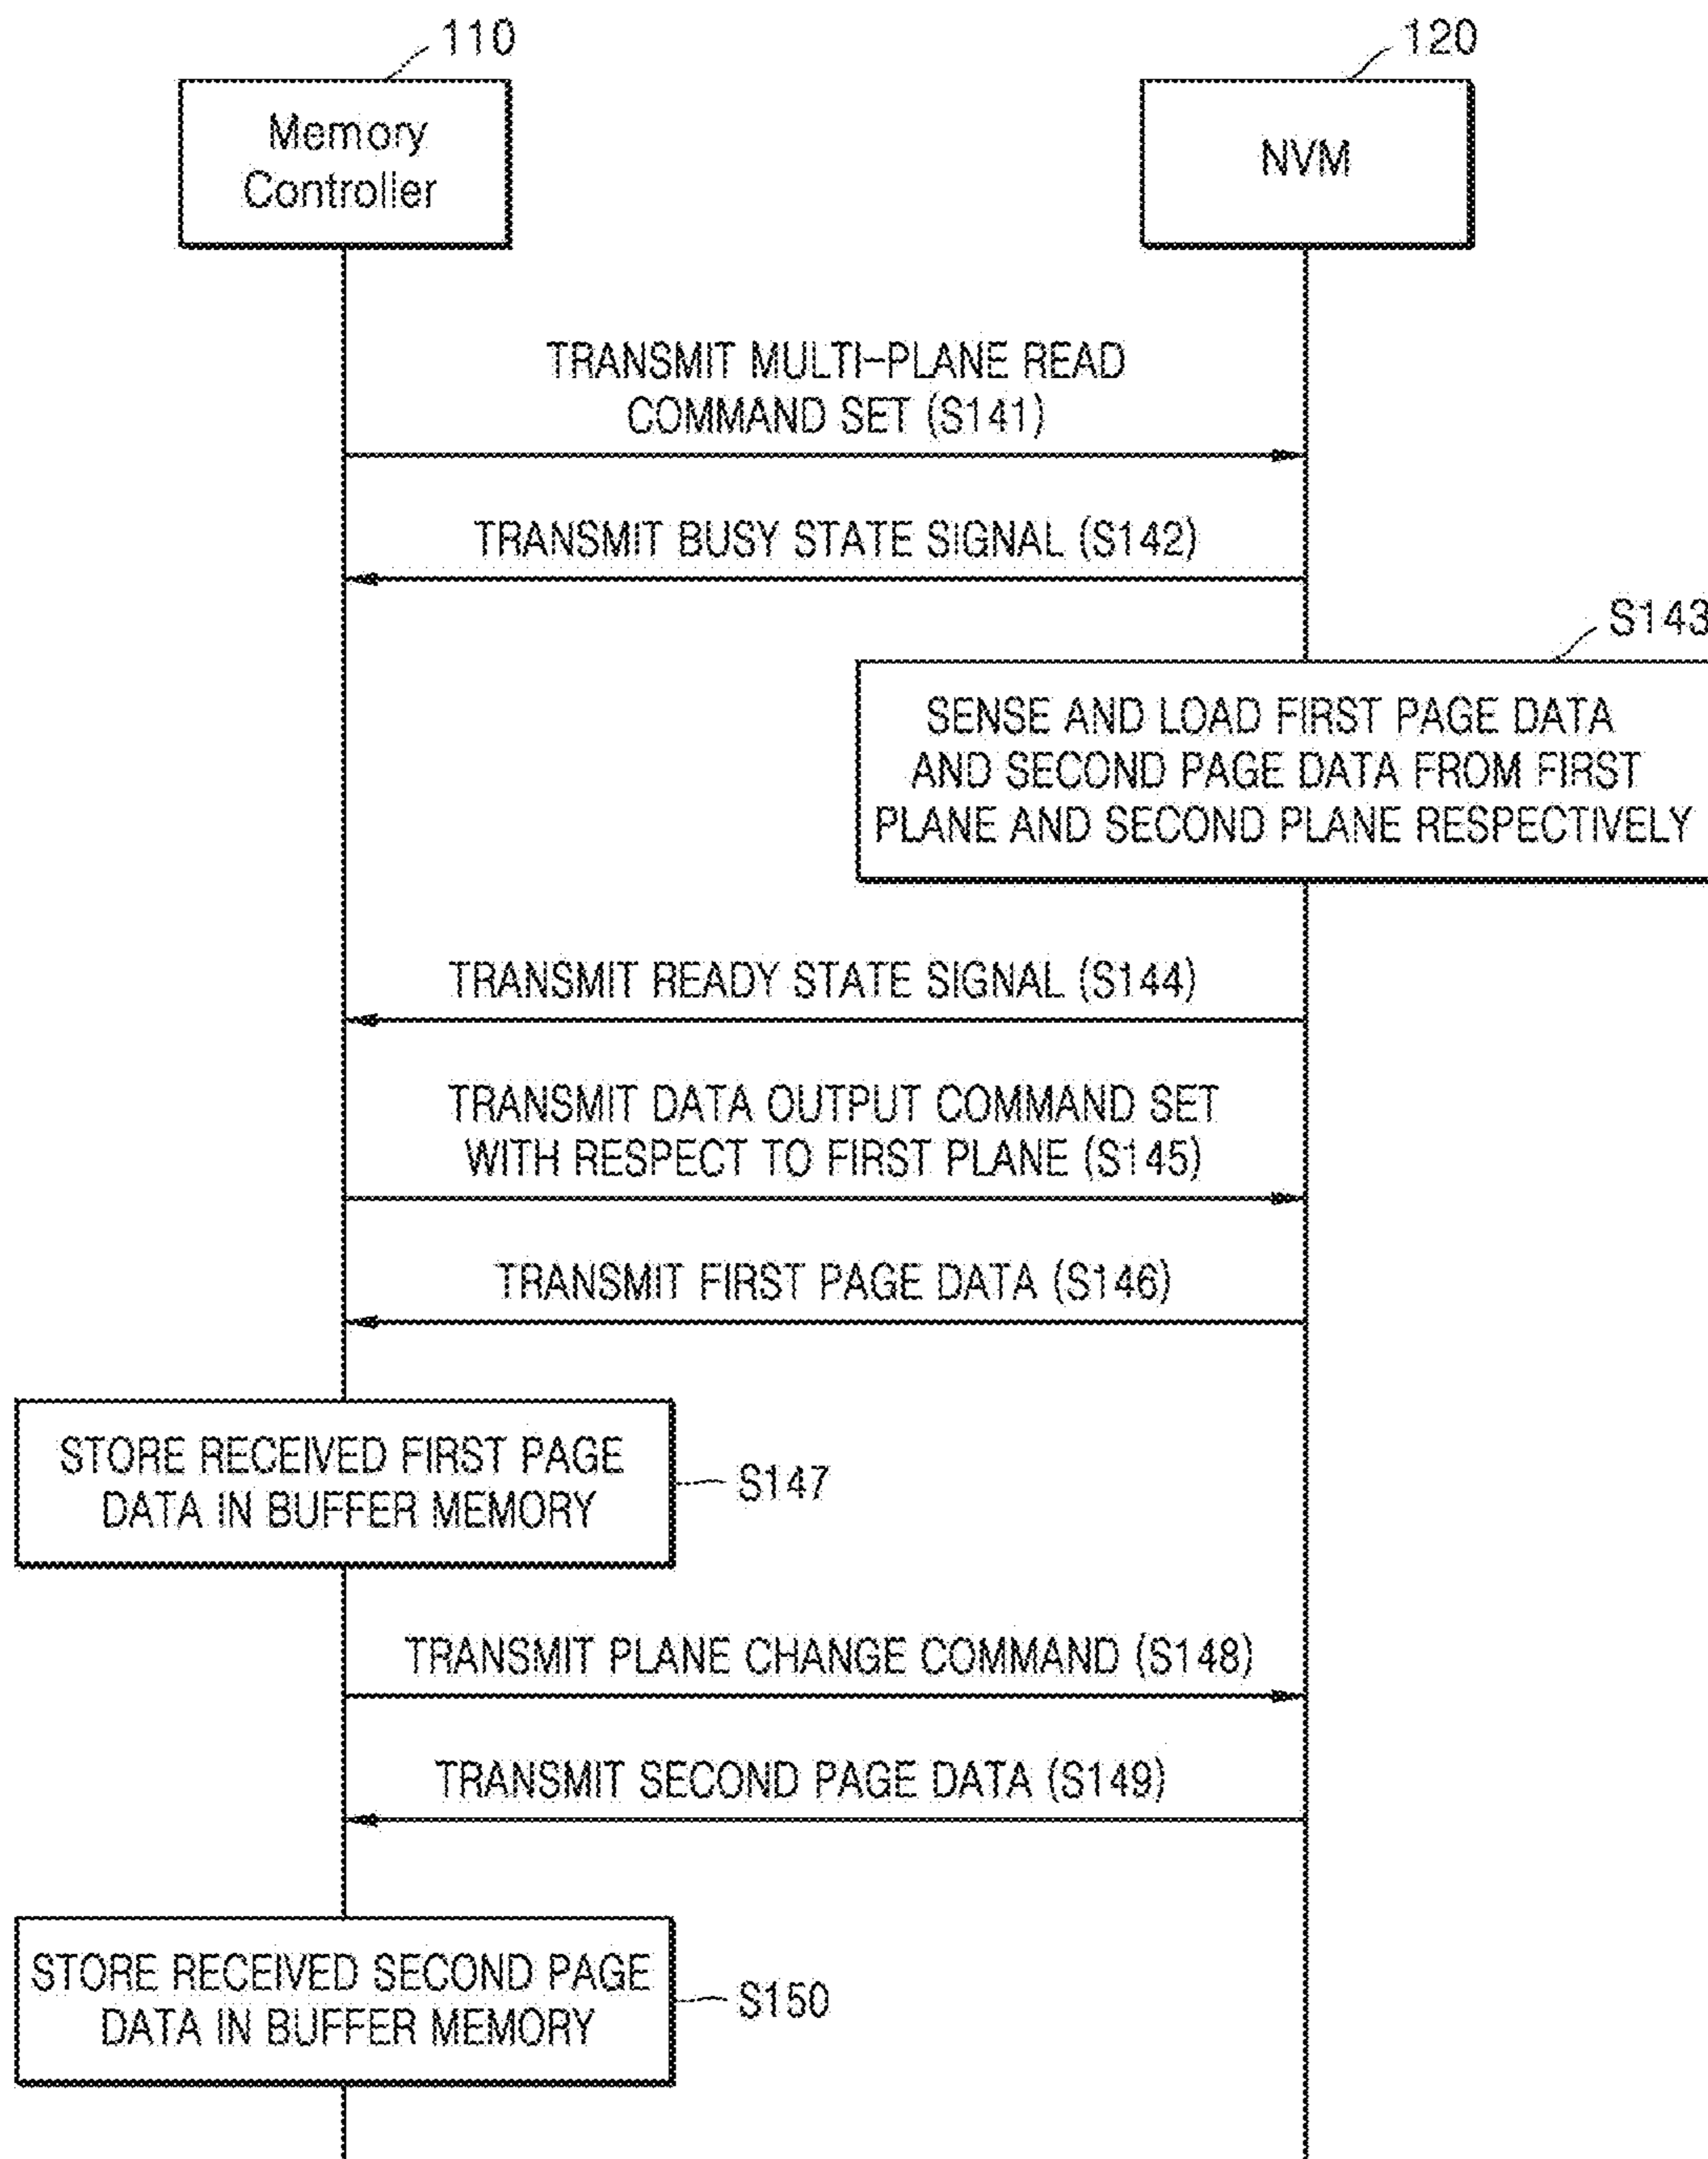 110
120
Memory
Controller
NVM
TRANSMIT MULTI-PLANE READ
COMMAND SET (S141)
TRANSMIT BUSY STATE SIGNAL (S142)
S143
SENSE AND LOAD FIRST PAGE DATA
AND SECOND PAGE DATA FROM FIRST
PLANE AND SECOND PLANE RESPECTIVELY
TRANSMIT READY STATE SIGNAL (S144)
TRANSMIT DATA OUTPUT COMMAND SET
WITH RESPECT TO FIRST PLANE (S145)
TRANSMIT FIRST PAGE DATA (S146)
STORE RECEIVED FIRST PAGE
DATA IN BUFFER MEMORY
S147
TRANSMIT PLANE CHANGE COMMAND (S148)
TRANSMIT SECOND PAGE DATA (S149)
STORE RECEIVED SECOND PAGE
DATA IN BUFFER MEMORY
S150